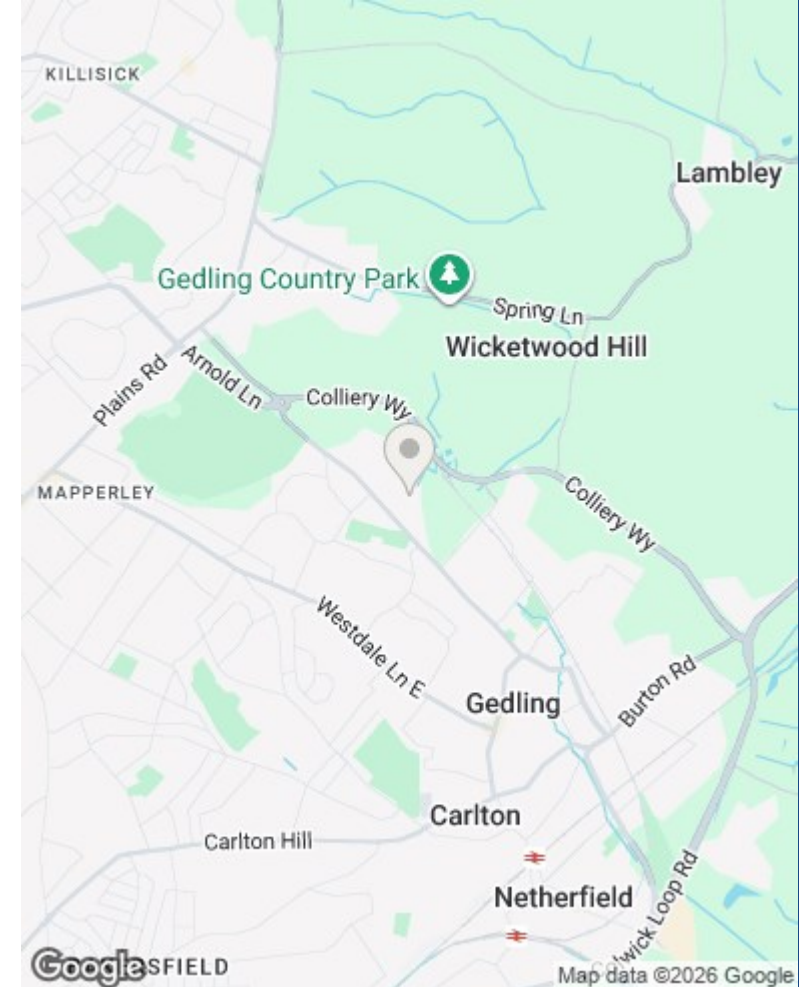 KILLISICK
Lambley
Gedling Country Park
Spring Ln
Wicketwood Hill
Plains Rd
Arnold Ln
Colliery Wy
MAPPERLEY
Colliery Wy
Westdale Ln E
Gedling
Burton Rd
Carlton
Carlton Hill
Netherfield
Loop Rd
Google
Map data ©2026 Google